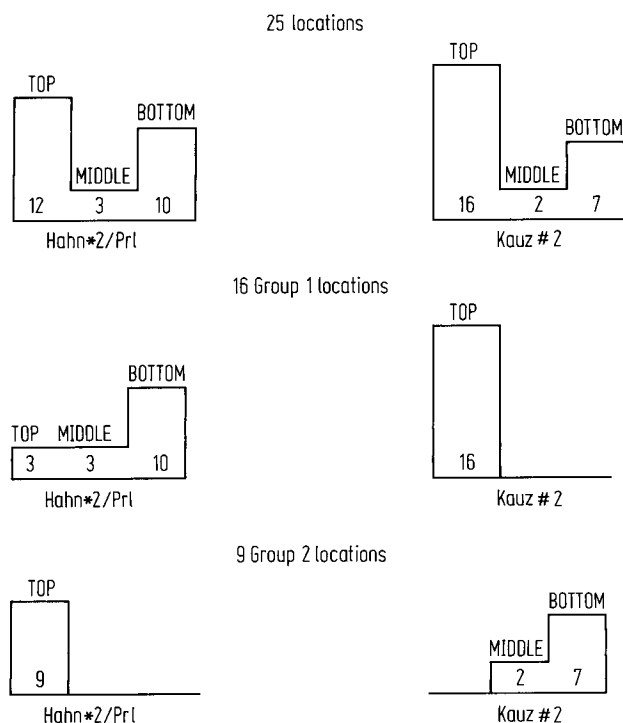 25 locations
TOP
MIDDLE
BOTTOM
12 3 10
Hahn*2/Prl
TOP
MIDDLE
BOTTOM
16 2 7
Kauz # 2
16 Group 1 locations
TOP MIDDLE BOTTOM
3 3 10
Hahn*2/Prl
TOP
16
Kauz # 2
9 Group 2 locations
TOP
9
Hahn*2/Prl
MIDDLE
BOTTOM
2 7
Kauz # 2